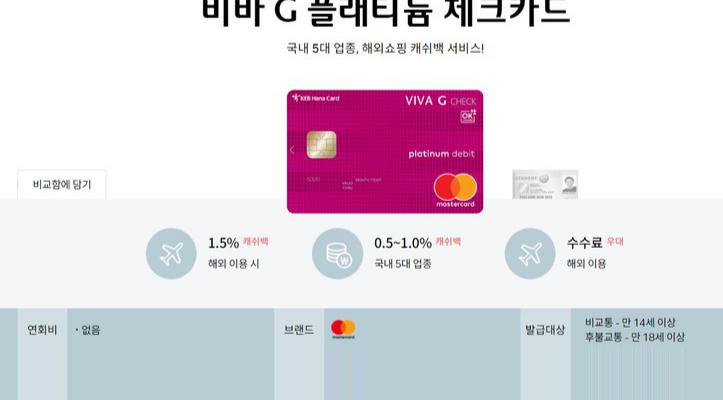 비바 G 플래티늄 체크카드
국내 5대 업종, 해외쇼핑 캐쉬백 서비스!
KEB Hana Card
VIVA G CHECK
OK
platinum debit
mastercard
비교함에 담기
1.5% 캐쉬백
해외 이용 시
0.5~1.0% 캐쉬백
국내 5대 업종
수수료 우대
해외 이용
연회비
· 없음
브랜드
mastercard
발급대상
비교통 - 만 14세 이상
후불교통 - 만 18세 이상